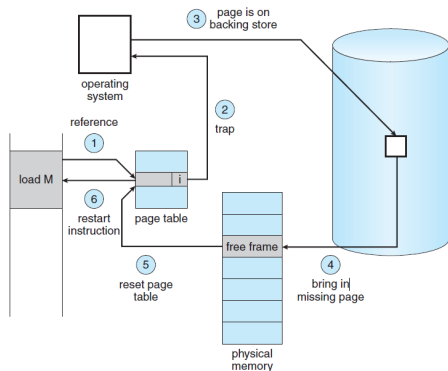 3
page is on
backing store
operating
system
2
trap
reference
1
load M
i
6
restart
instruction
page table
free frame
5
reset page
table
4
bring in
missing page
physical
memory